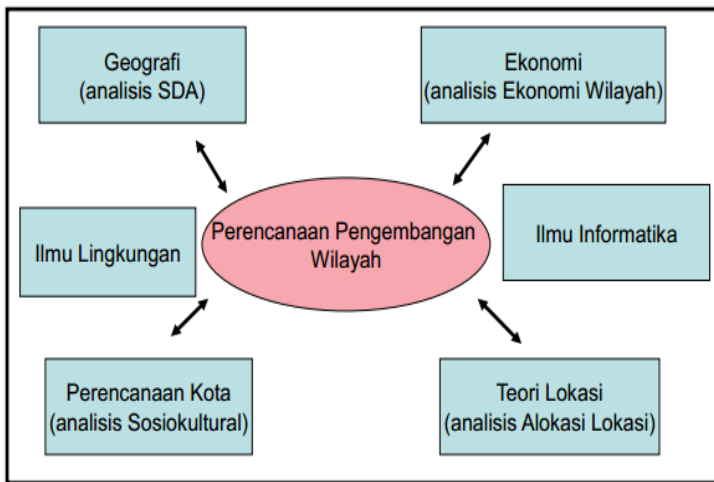 Geografi
(analisis SDA)
Ekonomi
(analisis Ekonomi Wilayah)
Ilmu Lingkungan
Perencanaan Pengembangan
Wilayah
Ilmu Informatika
Perencanaan Kota
(analisis Sosiokultural)
Teori Lokasi
(analisis Alokasi Lokasi)